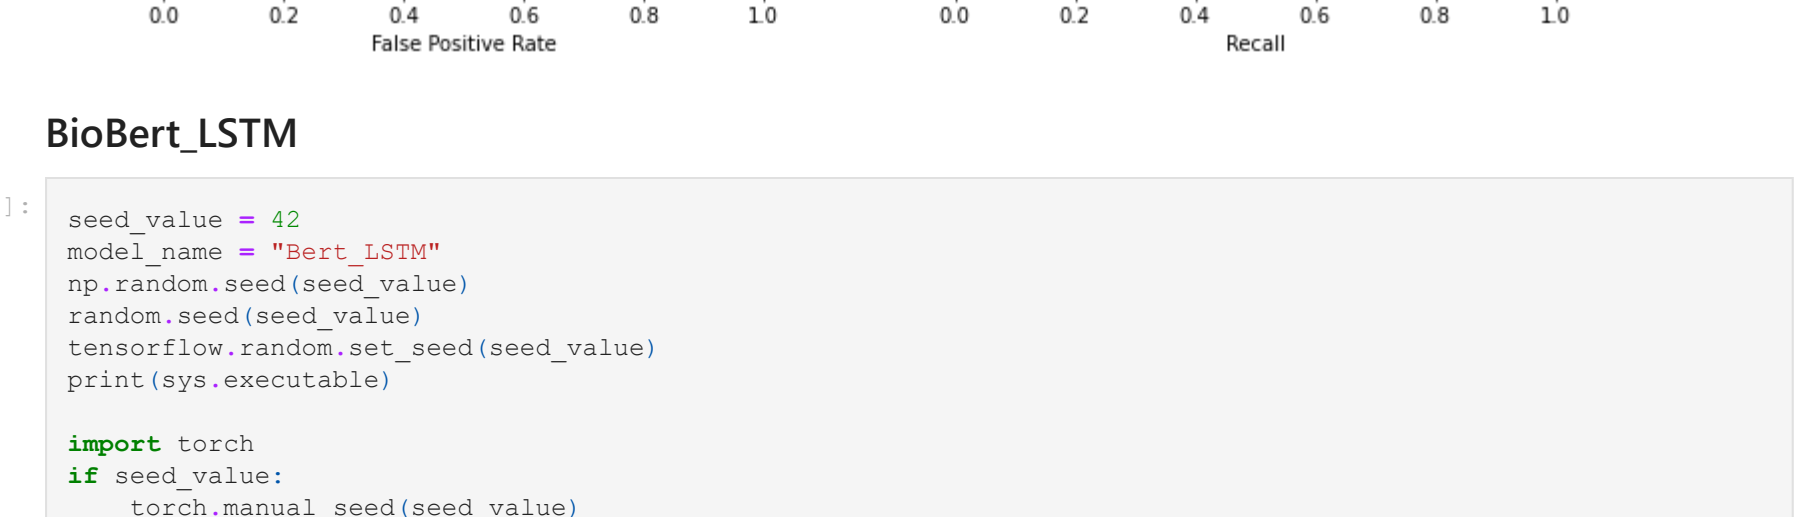 0.0 0.2 0.4 0.6 0.8 1.0 0.0 0.2 0.4 0.6 0.8 1.0
False Positive Rate Recall
BioBert_LSTM
]:
seed_value = 42
model_name = "Bert_LSTM"
np.random.seed(seed_value)
random.seed(seed_value)
tensorflow.random.set_seed(seed_value)
print(sys.executable)
import torch
if seed_value:
    torch.manual_seed(seed_value)